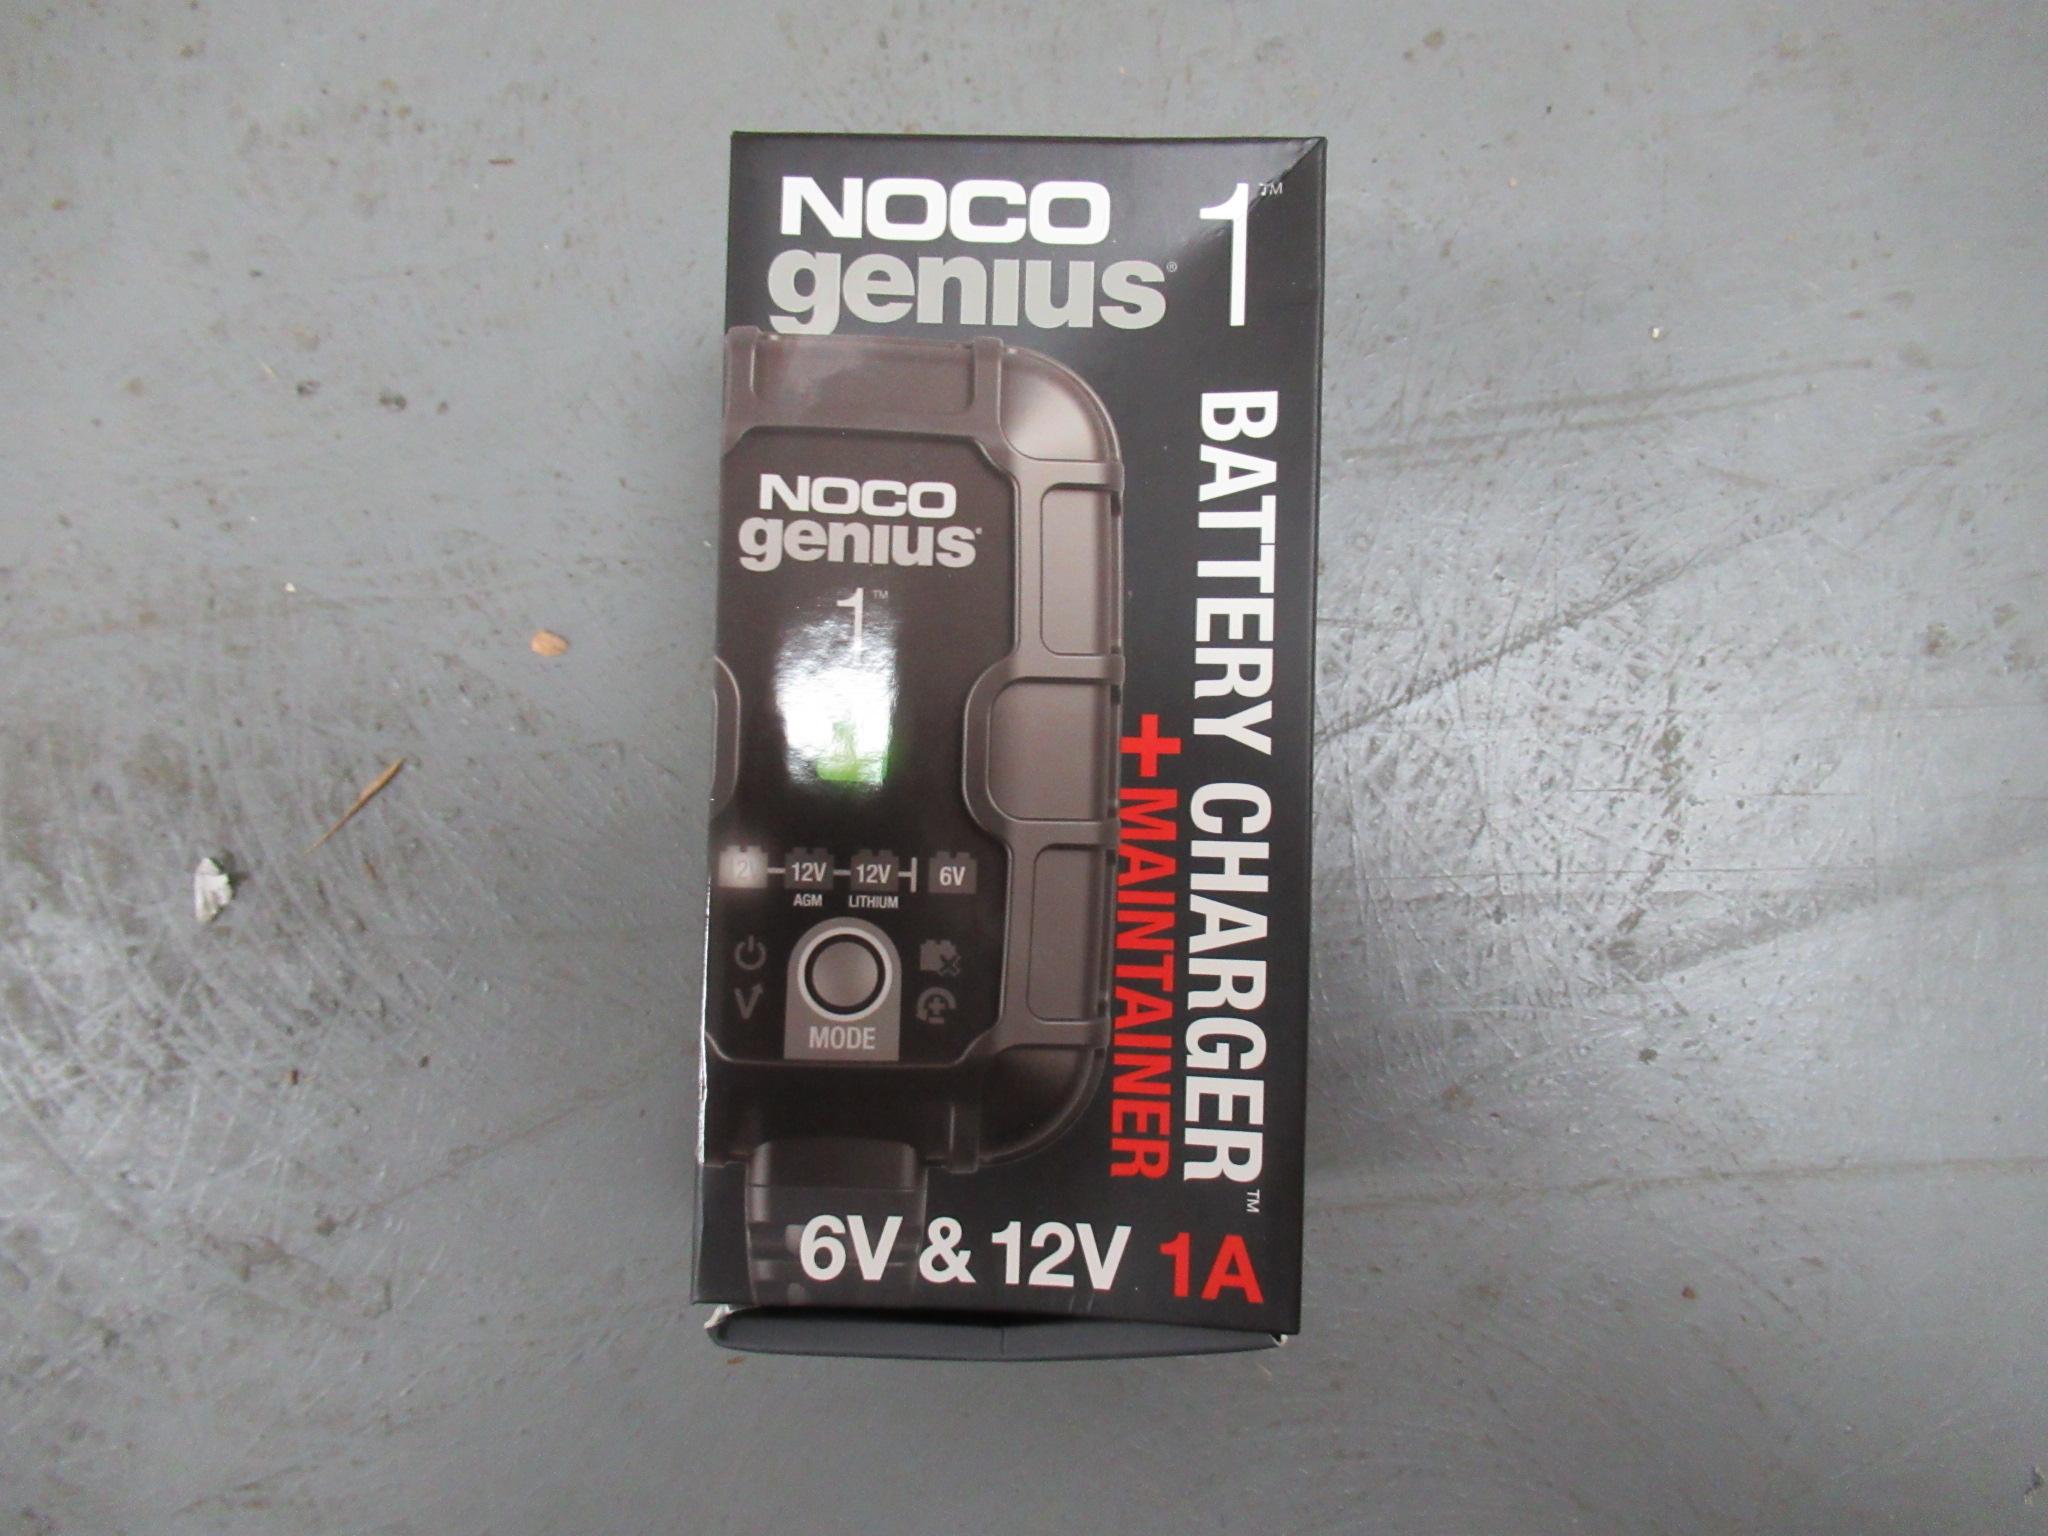 NOCO
genius®
1™
BATTERY CHARGER™
+MAINTAINER
NOCO
genius®
1™
12V 12V 6V
AGM LITHIUM
MODE
6V & 12V 1A